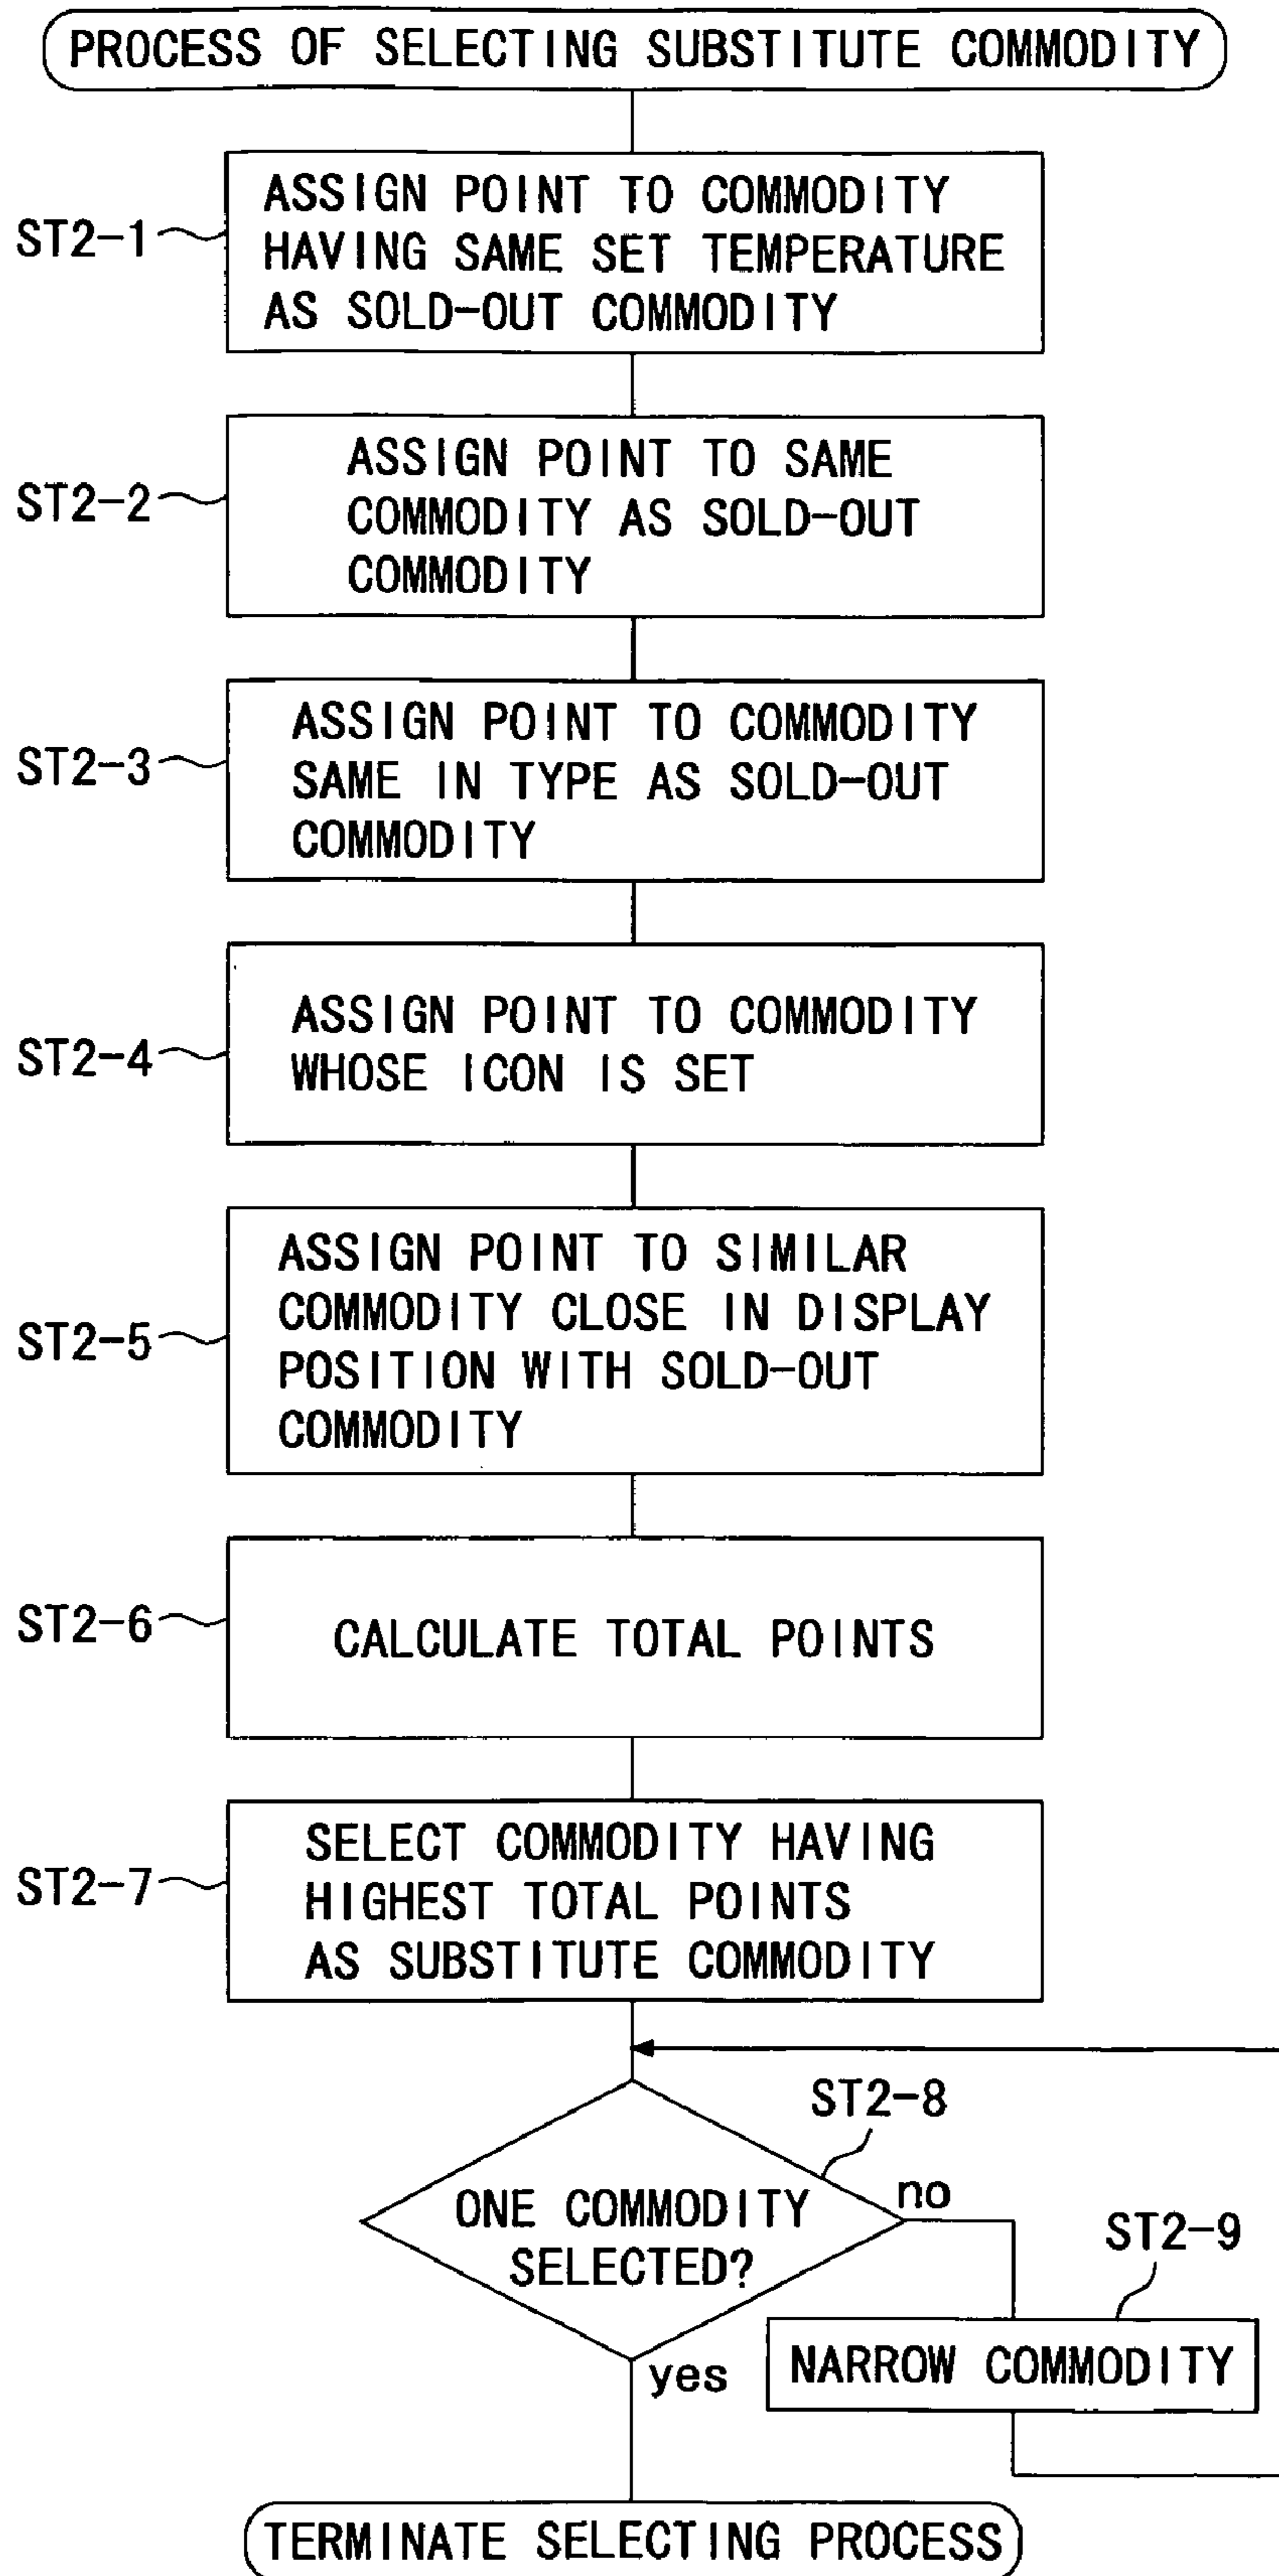 PROCESS OF SELECTING SUBSTITUTE COMMODITY
ST2-1
ASSIGN POINT TO COMMODITY
HAVING SAME SET TEMPERATURE
AS SOLD-OUT COMMODITY
ST2-2
ASSIGN POINT TO SAME
COMMODITY AS SOLD-OUT
COMMODITY
ST2-3
ASSIGN POINT TO COMMODITY
SAME IN TYPE AS SOLD-OUT
COMMODITY
ST2-4
ASSIGN POINT TO COMMODITY
WHOSE ICON IS SET
ST2-5
ASSIGN POINT TO SIMILAR
COMMODITY CLOSE IN DISPLAY
POSITION WITH SOLD-OUT
COMMODITY
ST2-6
CALCULATE TOTAL POINTS
ST2-7
SELECT COMMODITY HAVING
HIGHEST TOTAL POINTS
AS SUBSTITUTE COMMODITY
ST2-8
ONE COMMODITY
SELECTED?
no
ST2-9
NARROW COMMODITY
yes
TERMINATE SELECTING PROCESS